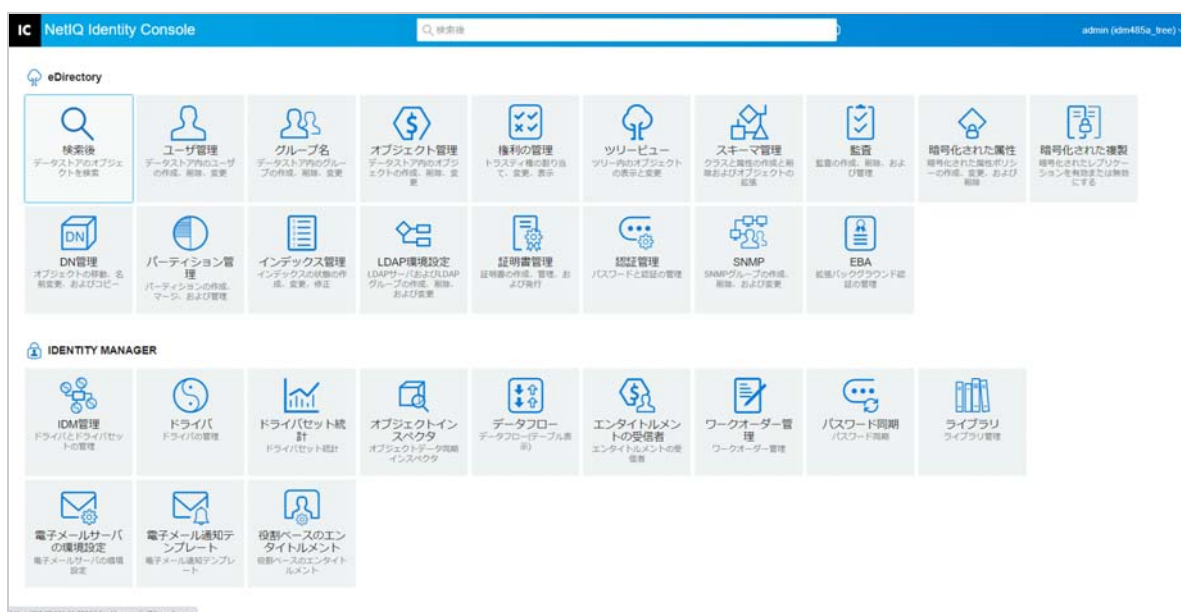 IC NetIQ Identity Console
検索後
admin (idm485a_tree)
eDirectory
検索後
データストアのオブジェ
クトを検索
ユーザ管理
データストア内のユーザ
の作成、削除、変更
グループ名
データストア内のグルー
プの作成、削除、変更
オブジェクト管理
データストア内のオブジ
ェクトの作成、削除、変
更
権利の管理
トラスティ権の割り当
て、変更、表示
ツリービュー
ツリー内のオブジェクト
の表示と変更
スキーマ管理
クラスと属性の作成と削
除およびオブジェクトの
拡張
監査
監査の作成、削除、およ
び管理
暗号化された属性
暗号化された属性ポリシ
ーの作成、変更、および
削除
暗号化された複製
暗号化されたレプリケー
ションを有効または無効
にする
DN
DN管理
オブジェクトの移動、名
前変更、およびコピー
パーティション管
理
パーティションの作成、
マージ、および管理
インデックス管理
インデックスの状態の作
成、変更、修正
LDAP環境設定
LDAPサーバおよびLDAP
グループの作成、削除、
および変更
証明書管理
証明書の作成、管理、お
よび発行
認証管理
パスワードと認証の管理
SNMP
SNMPグループの作成、
削除、および変更
EBA
拡張バックグラウンド認
証の管理
IDENTITY MANAGER
IDM管理
ドライバとドライバセッ
トの管理
ドライバ
ドライバの管理
ドライバセット統
計
ドライバセット統計
オブジェクトイン
スペクタ
オブジェクトデータ同期
インスペクタ
データフロー
データフロー(テーブル表
示)
エンタイトルメン
トの受信者
エンタイトルメントの受
信者
ワークオーダー管
理
ワークオーダー管理
パスワード同期
パスワード同期
ライブラリ
ライブラリ管理
電子メールサーバ
の環境設定
電子メールサーバの環境
設定
電子メール通知テ
ンプレート
電子メール通知テンプレ
ート
役割ベースのエン
タイトルメント
役割ベースのエンタイト
ルメント